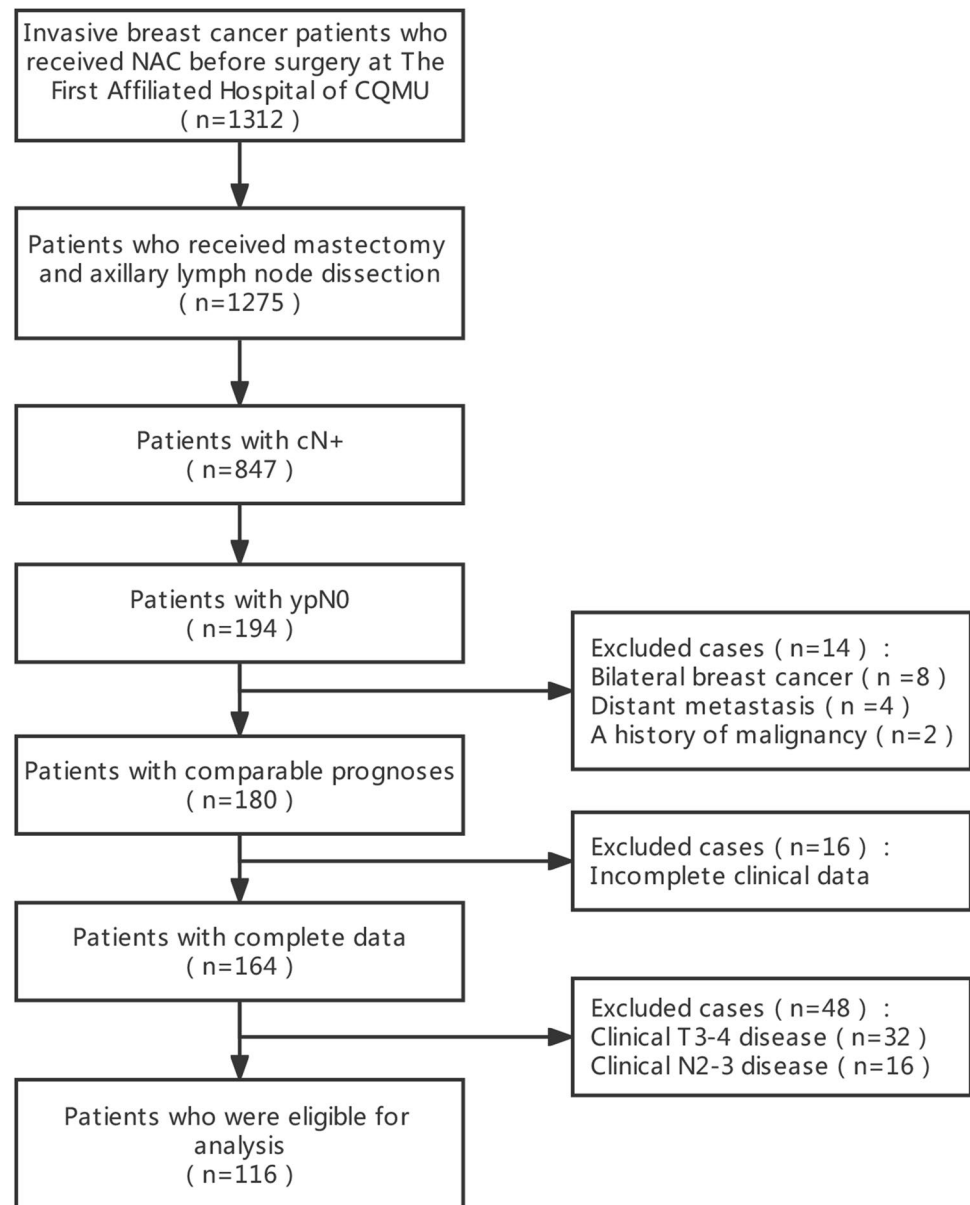 Invasive breast cancer patients who
received NAC before surgery at The
First Affiliated Hospital of CQMU
( n=1312 )
Patients who received mastectomy
and axillary lymph node dissection
( n=1275 )
Patients with cN+
( n=847 )
Patients with ypN0
( n=194 )
Excluded cases ( n=14 ) :
Bilateral breast cancer ( n =8 )
Distant metastasis ( n =4 )
A history of malignancy ( n=2 )
Patients with comparable prognoses
( n=180 )
Excluded cases ( n=16 ) :
Incomplete clinical data
Patients with complete data
( n=164 )
Excluded cases ( n=48 ) :
Clinical T3-4 disease ( n=32 )
Clinical N2-3 disease ( n=16 )
Patients who were eligible for
analysis
( n=116 )